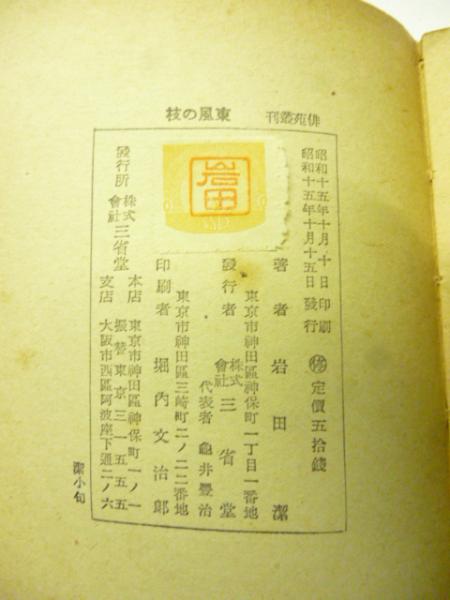 俳苑叢刊 東風の枝
昭和十五年十月十日印刷
昭和十五年十月十五日發行
㊕定價五拾錢
著者 岩田潔
東京市神田區神保町一丁目一番地
發行者 株式會社三省堂
代表者 龜井豐治
東京市神田區三崎町二ノ二二番地
印刷者 堀內文治郎
發行所 株式會社三省堂
本店 東京市神田區神保町一ノ一
振替東京三一五五五
支店 大阪市西區阿波座下通二ノ六
岩田
潔小句